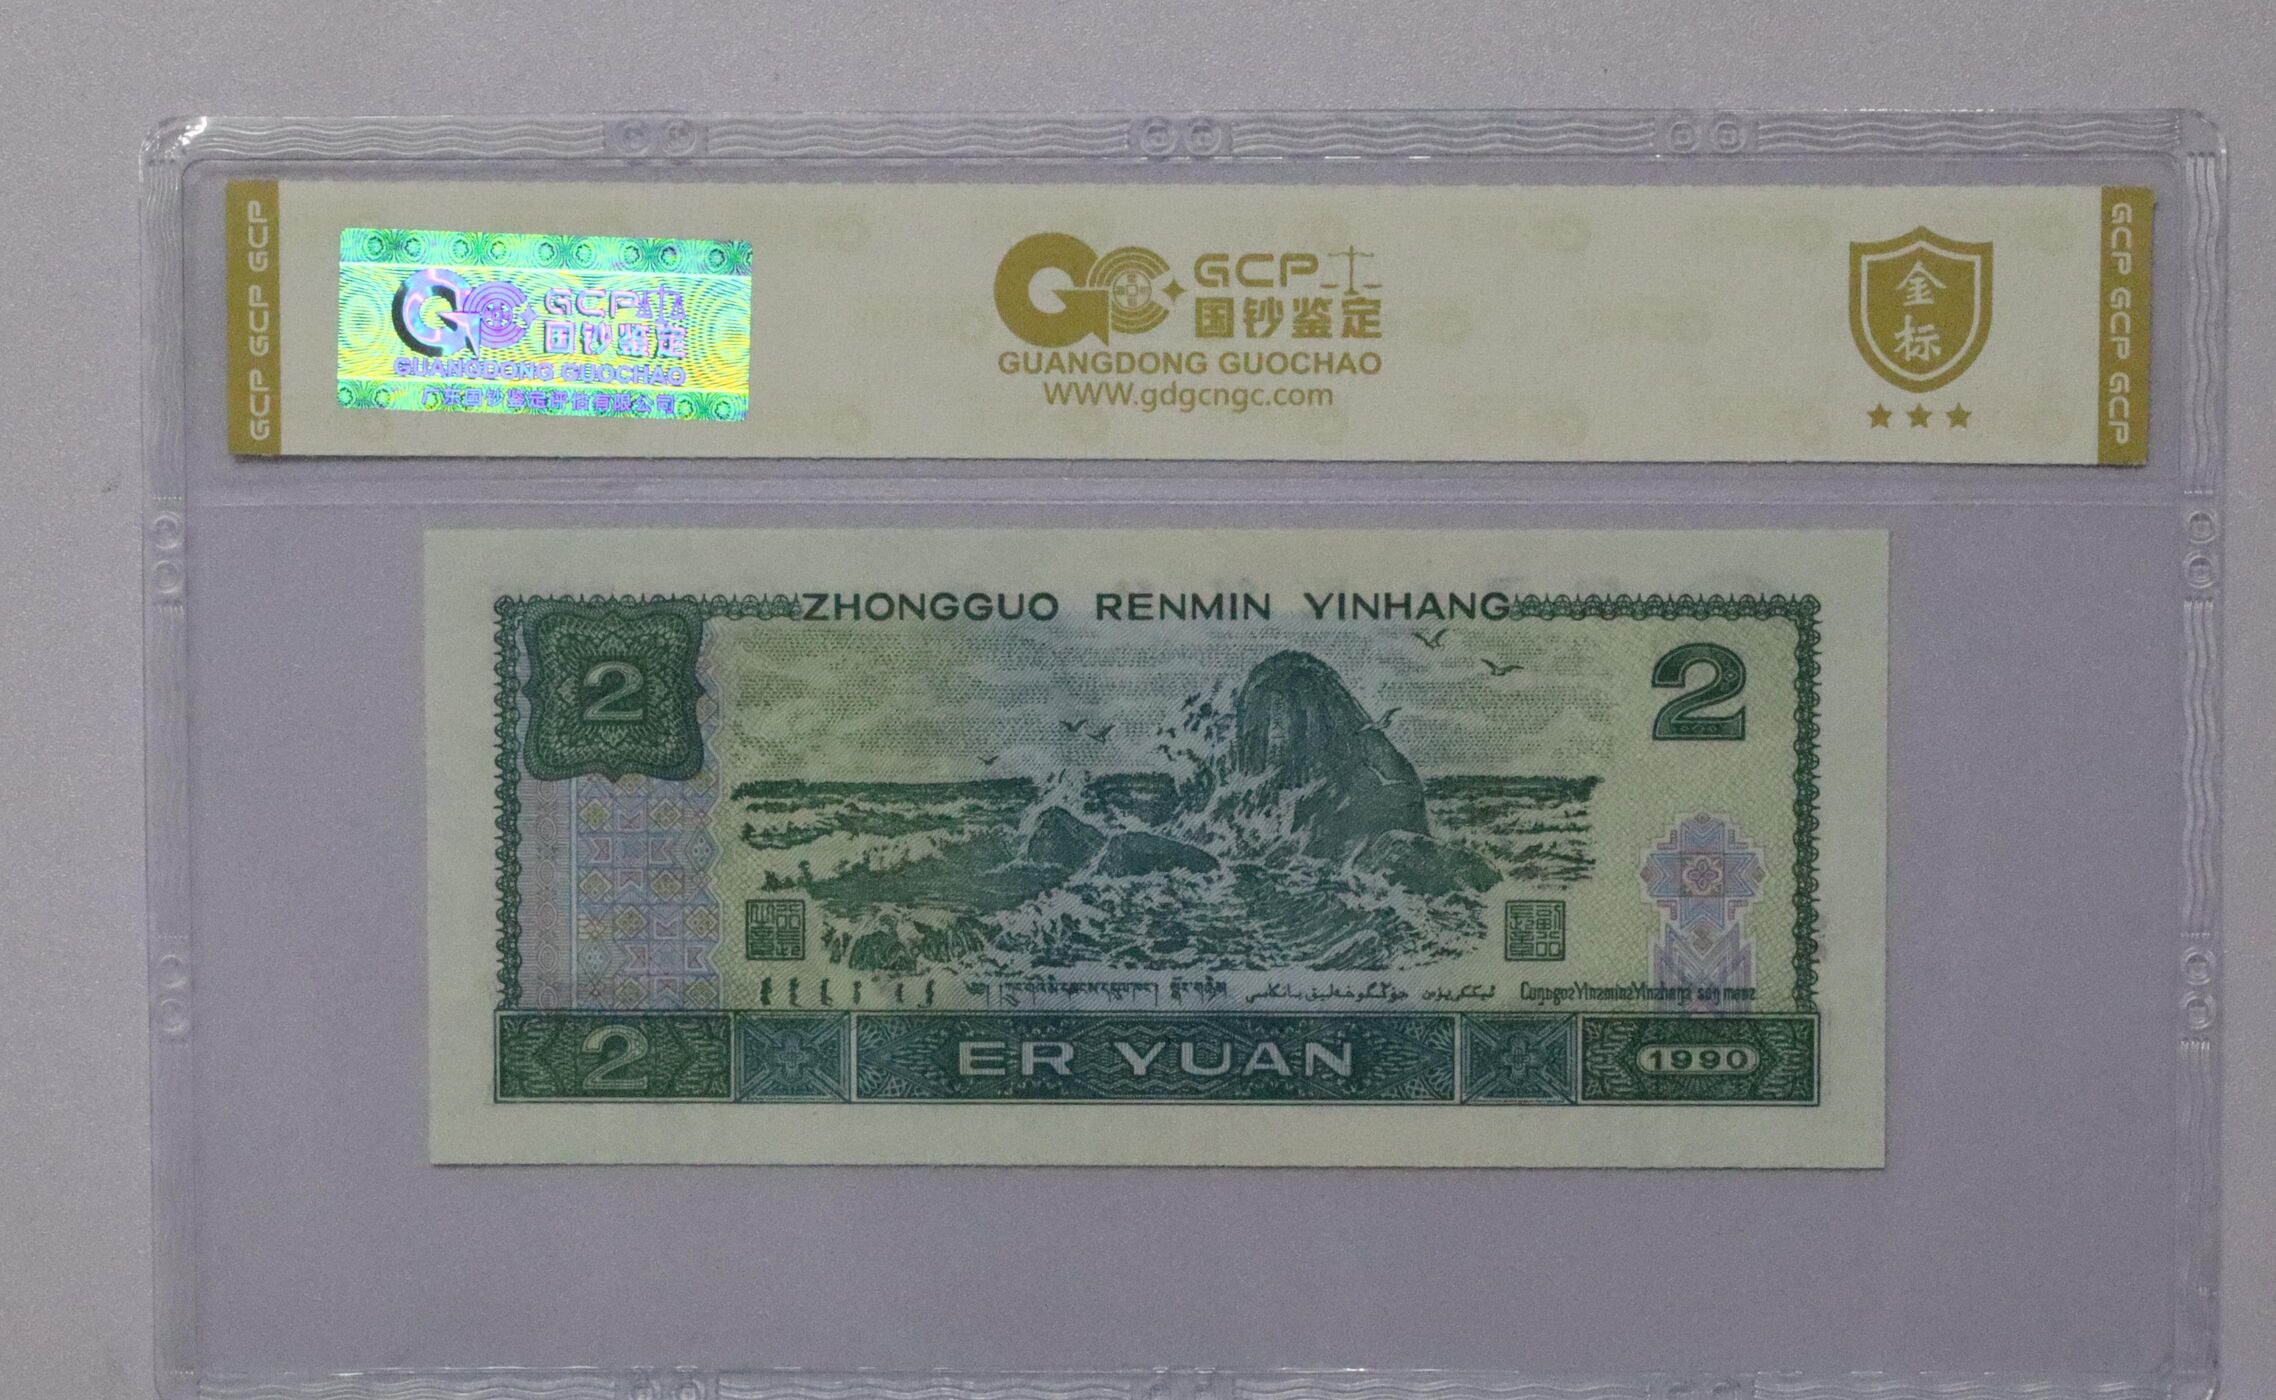 GCP GCP GCP
GCP
国钞鉴定
GUANGDONG GUOCHAO
广东国钞鉴定评估有限公司
GCP
国钞鉴定
GUANGDONG GUOCHAO
WWW.gdgcngc.com
金标
GCP GCP GCP
ZHONGGUO RENMIN YINHANG
2
2
2
ER YUAN
1990